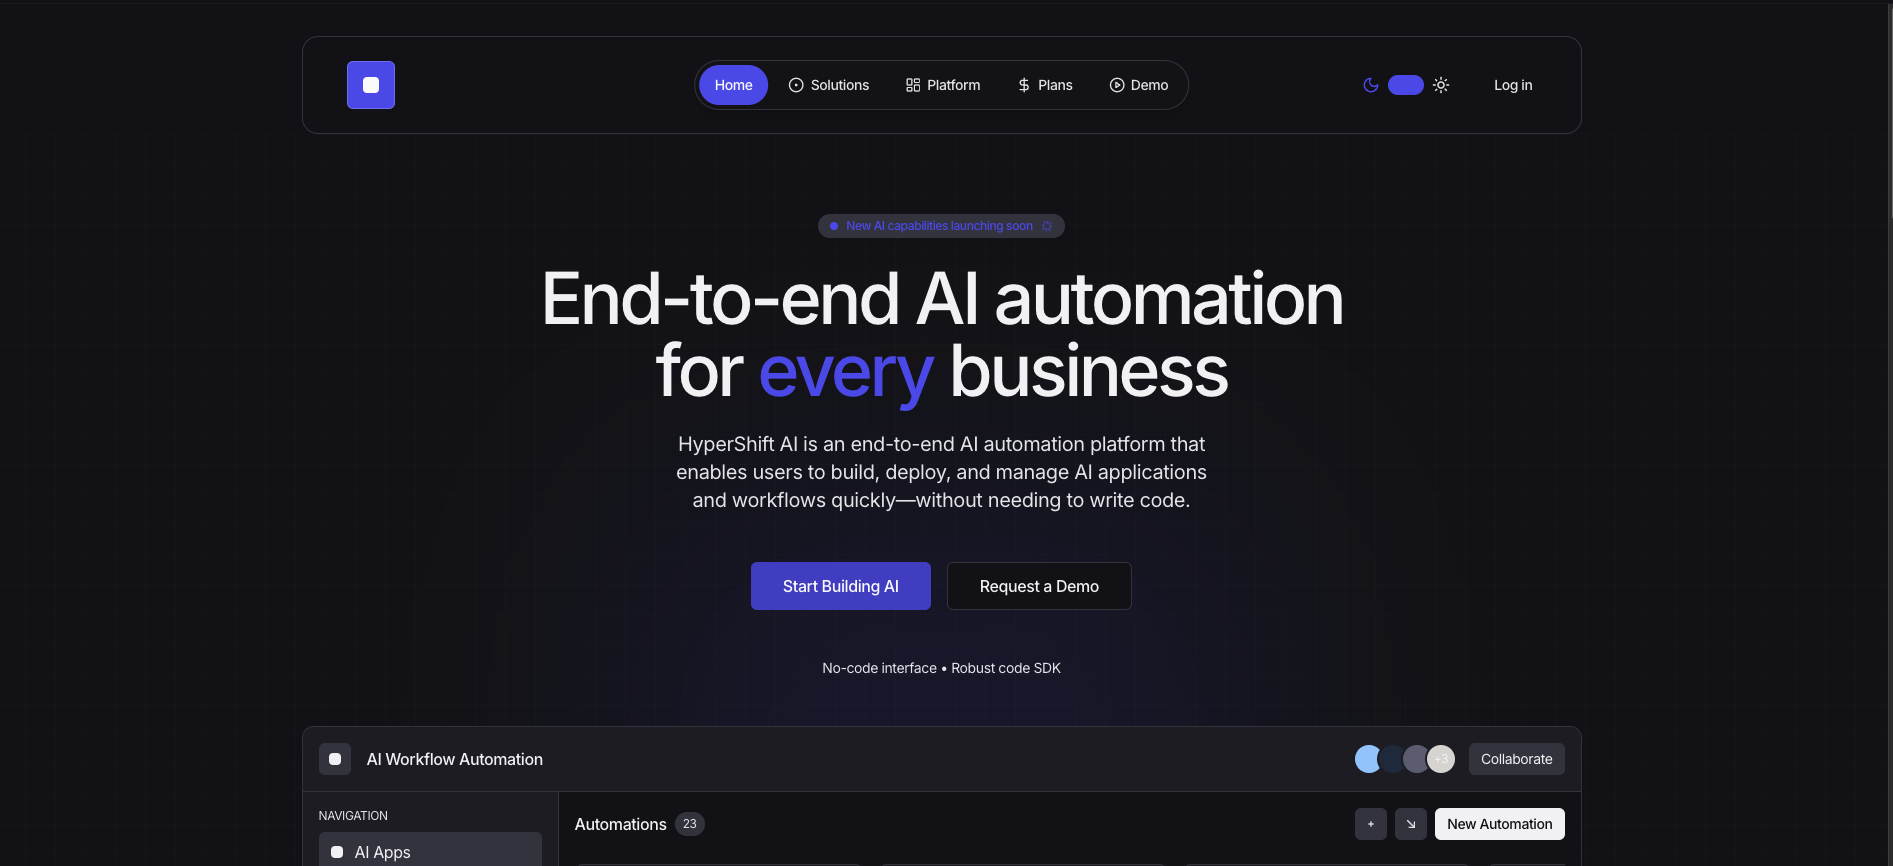 Home
Solutions
Platform
Plans
Demo
Log in
New AI capabilities launching soon
End-to-end AI automation
for every business
HyperShift AI is an end-to-end AI automation platform that
enables users to build, deploy, and manage AI applications
and workflows quickly—without needing to write code.
Start Building AI
Request a Demo
No-code interface • Robust code SDK
AI Workflow Automation
+3
Collaborate
NAVIGATION
Automations 23
+
New Automation
AI Apps